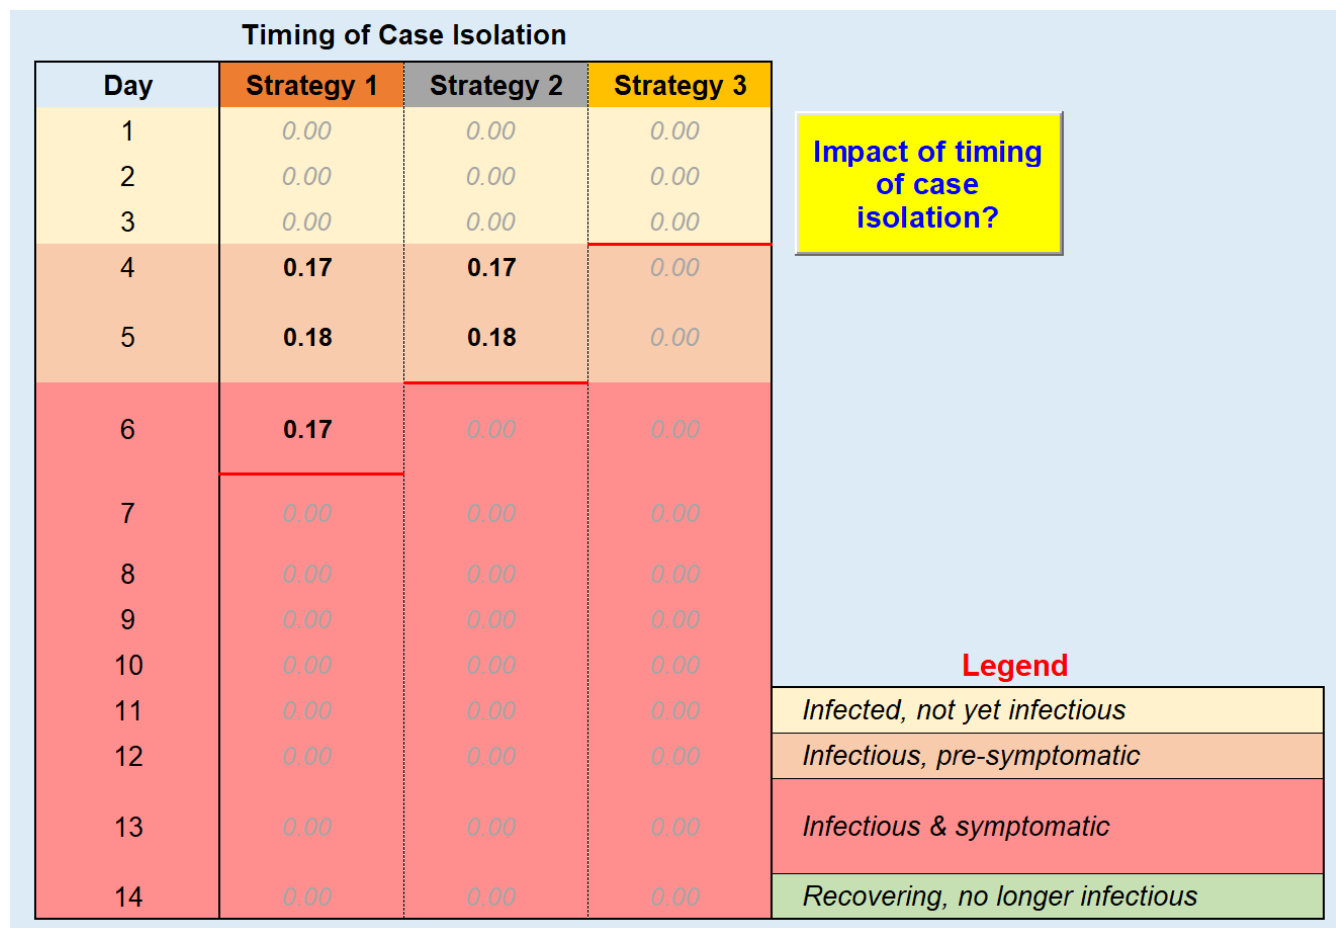 Timing of Case Isolation
Day Strategy 1 Strategy 2 Strategy 3
1 0.00 0.00 0.00
2 0.00 0.00 0.00
3 0.00 0.00 0.00
4 0.17 0.17 0.00
5 0.18 0.18 0.00
6 0.17 0.00 0.00
7 0.00 0.00 0.00
8 0.00 0.00 0.00
9 0.00 0.00 0.00
10 0.00 0.00 0.00
11 0.00 0.00 0.00
12 0.00 0.00 0.00
13 0.00 0.00 0.00
14 0.00 0.00 0.00
Impact of timing
of case
isolation?
Legend
Infected, not yet infectious
Infectious, pre-symptomatic
Infectious & symptomatic
Recovering, no longer infectious